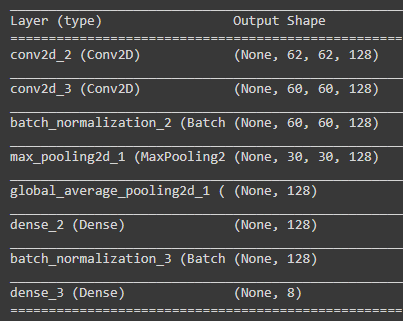 Layer (type) Output Shape
conv2d_2 (Conv2D) (None, 62, 62, 128)
conv2d_3 (Conv2D) (None, 60, 60, 128)
batch_normalization_2 (Batch (None, 60, 60, 128)
max_pooling2d_1 (MaxPooling2 (None, 30, 30, 128)
global_average_pooling2d_1 ( (None, 128)
dense_2 (Dense) (None, 128)
batch_normalization_3 (Batch (None, 128)
dense_3 (Dense) (None, 8)